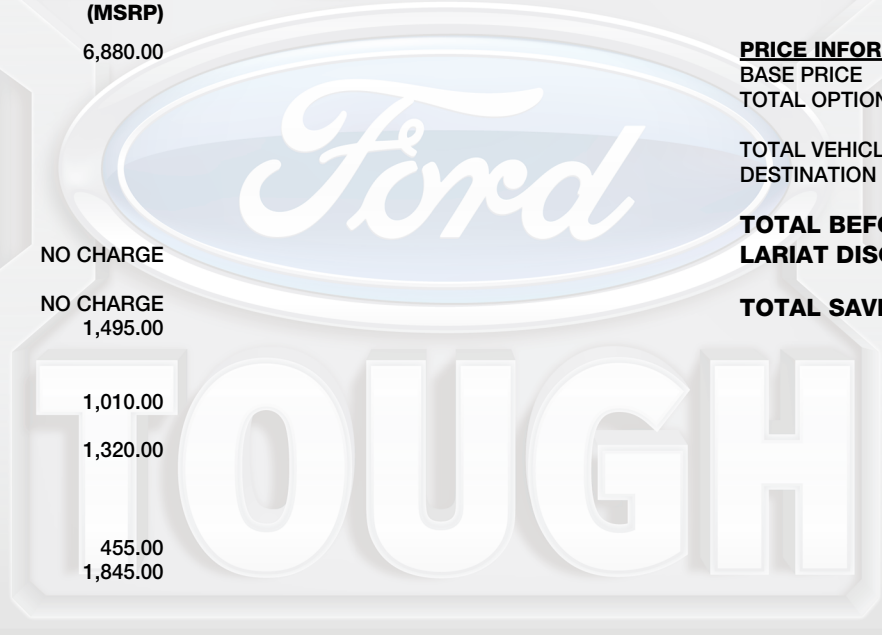 (MSRP)
6,880.00
NO CHARGE
NO CHARGE
1,495.00
1,010.00
1,320.00
455.00
1,845.00
PRICE INFOR
BASE PRICE
TOTAL OPTION
TOTAL VEHICL
DESTINATION
TOTAL BEFO
LARIAT DISC
TOTAL SAVI
Ford
TOUGH